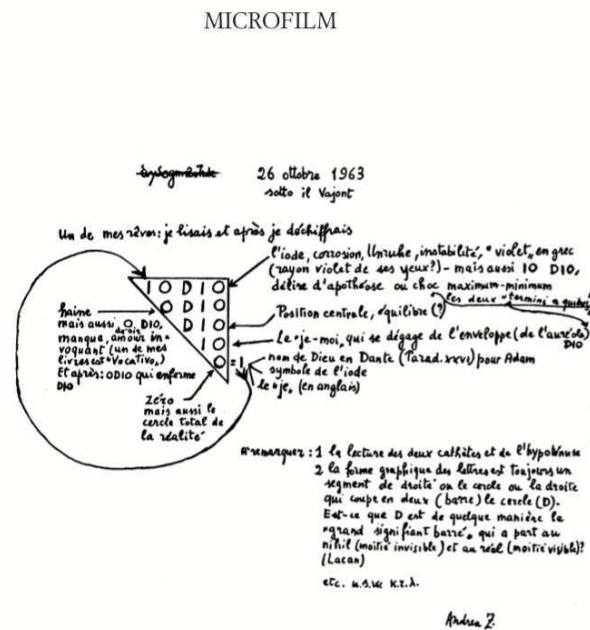 MICROFILM
26 ottobre 1963
sotto il Vajont
Un de mes rêves: je lisais et après je déchiffrais
l'iode, corrosion, Unruhe, instabilité, "violet" en grec
(rayon violet de ses yeux?) - mais aussi IO DIO,
délire d'apothéose ou choc maximum-minimum
les deux "termini a quibus"
I O D I O
O D I O
D I O
I O
O = 1
haine
mais aussi O, DIO,
manque, amour in-
voquant (un de mes
livres est "Vocativo")
Et après: ODIO qui enferme
DIO
Position centrale, équilibre (?)
Le "je-moi" qui se dégage de l'enveloppe (de l'auréole)
DIO
nom de Dieu en Dante (Parad. XXVI) pour Adam
symbole de l'iode
le "je" (en anglais)
Zéro
mais aussi le
cercle total de
la réalité
A remarquer: 1 la lecture des deux cathètes et de l'hypoténuse
2 la forme graphique des lettres est toujours un
segment de droite ou le cercle ou la droite
qui coupe en deux (barre) le cercle (D)-
Est-ce que D est de quelque manière le
"grand signifiant barré" qui a part au
nihil (moitié invisible) et au réel (moitié visible)?
(Lacan)
etc. u.s.w. κ.τ.λ.
Andrea Z.